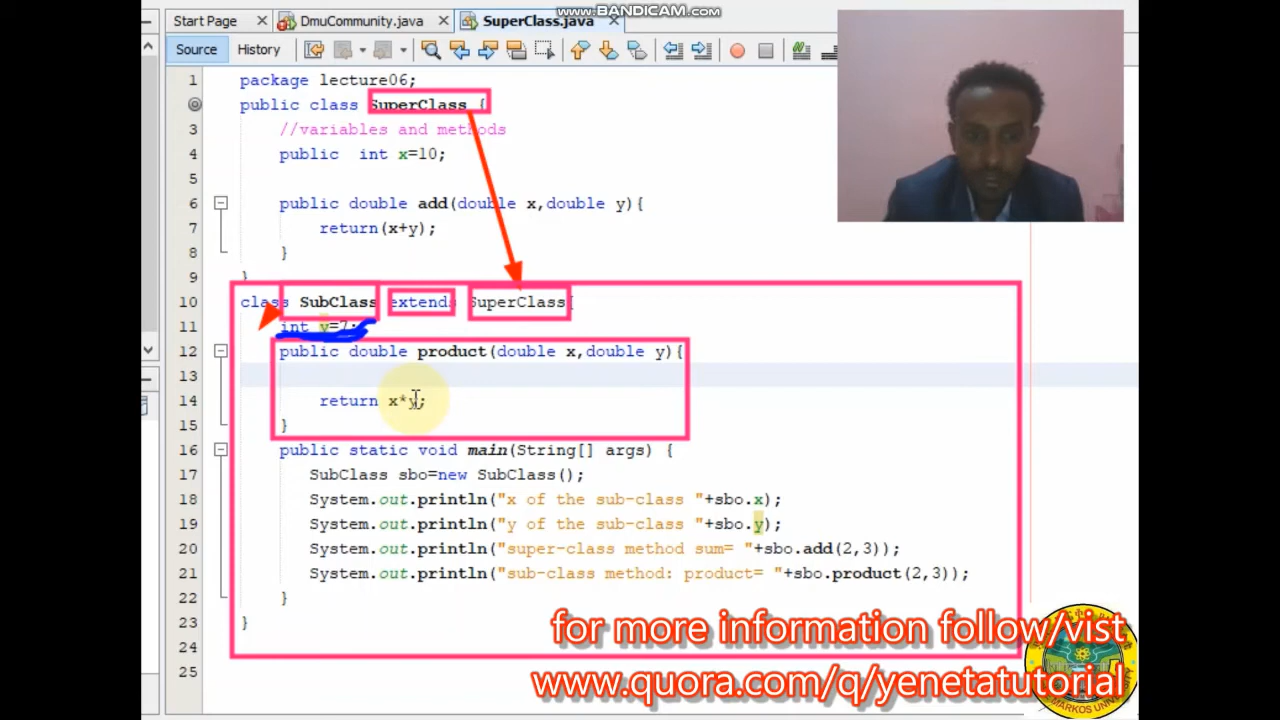 WWW.BANDICAM.COM
Start Page DmuCommunity.java SuperClass.java
Source History
1 package lecture06;
public class SuperClass {
3 //variables and methods
4 public int x=10;
5
6 public double add(double x,double y){
7 return(x+y);
8 }
9 }
10 class SubClass extends SuperClass{
11 int y=7;
12 public double product(double x,double y){
13
14 return x*y;
15 }
16 public static void main(String[] args) {
17 SubClass sbo=new SubClass();
18 System.out.println("x of the sub-class "+sbo.x);
19 System.out.println("y of the sub-class "+sbo.y);
20 System.out.println("super-class method sum= "+sbo.add(2,3));
21 System.out.println("sub-class method: product= "+sbo.product(2,3));
22 }
23 }
24
25
for more information follow/vist
www.quora.com/q/yenetatutorial
MARKOS UNIVERSITY